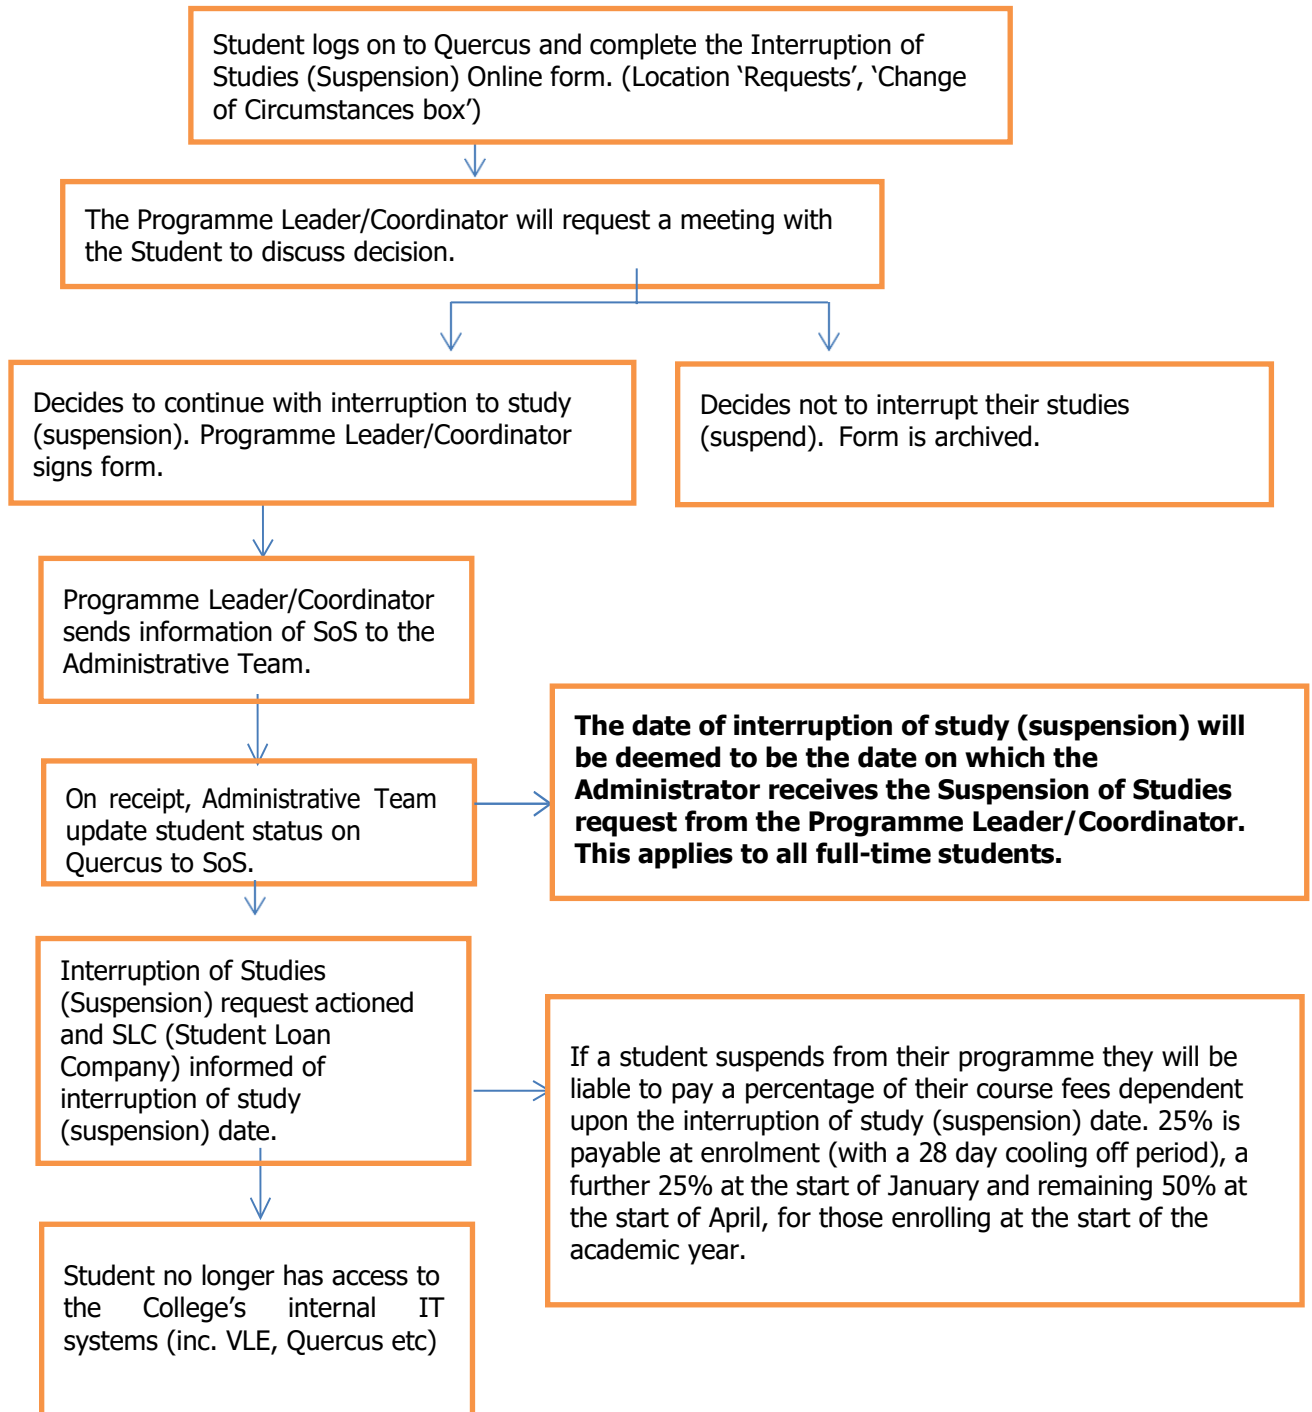 Student logs on to Quercus and complete the Interruption of
Studies (Suspension) Online form. (Location ‘Requests’, ‘Change
of Circumstances box’)
The Programme Leader/Coordinator will request a meeting with
the Student to discuss decision.
Decides to continue with interruption to study
(suspension). Programme Leader/Coordinator
signs form.
Decides not to interrupt their studies
(suspend). Form is archived.
Programme Leader/Coordinator
sends information of SoS to the
Administrative Team.
On receipt, Administrative Team
update student status on
Quercus to SoS.
The date of interruption of study (suspension) will
be deemed to be the date on which the
Administrator receives the Suspension of Studies
request from the Programme Leader/Coordinator.
This applies to all full-time students.
Interruption of Studies
(Suspension) request actioned
and SLC (Student Loan
Company) informed of
interruption of study
(suspension) date.
If a student suspends from their programme they will be
liable to pay a percentage of their course fees dependent
upon the interruption of study (suspension) date. 25% is
payable at enrolment (with a 28 day cooling off period), a
further 25% at the start of January and remaining 50% at
the start of April, for those enrolling at the start of the
academic year.
Student no longer has access to
the College’s internal IT
systems (inc. VLE, Quercus etc)